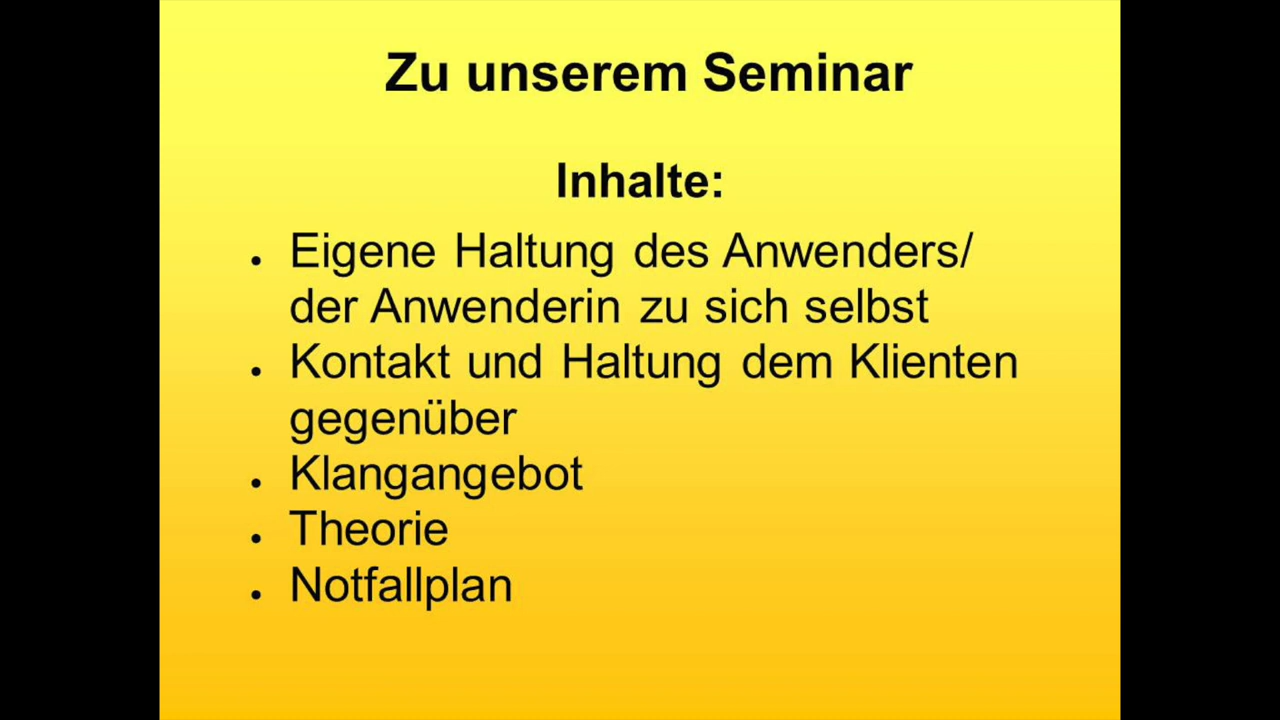 Zu unserem Seminar
Inhalte:
• Eigene Haltung des Anwenders/
der Anwenderin zu sich selbst
• Kontakt und Haltung dem Klienten
gegenüber
• Klangangebot
• Theorie
• Notfallplan